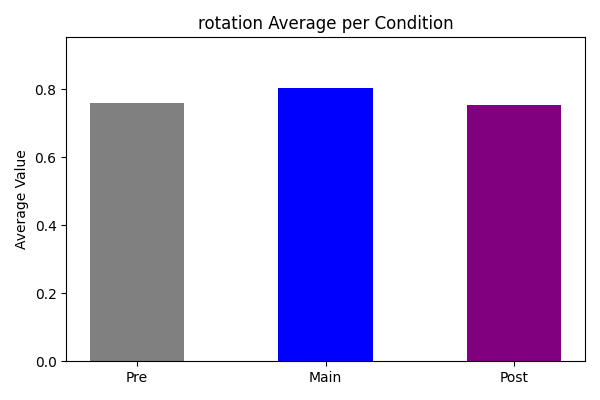 rotation Average per Condition
Average Value
0.8
0.6
0.4
0.2
0.0
Pre
Main
Post